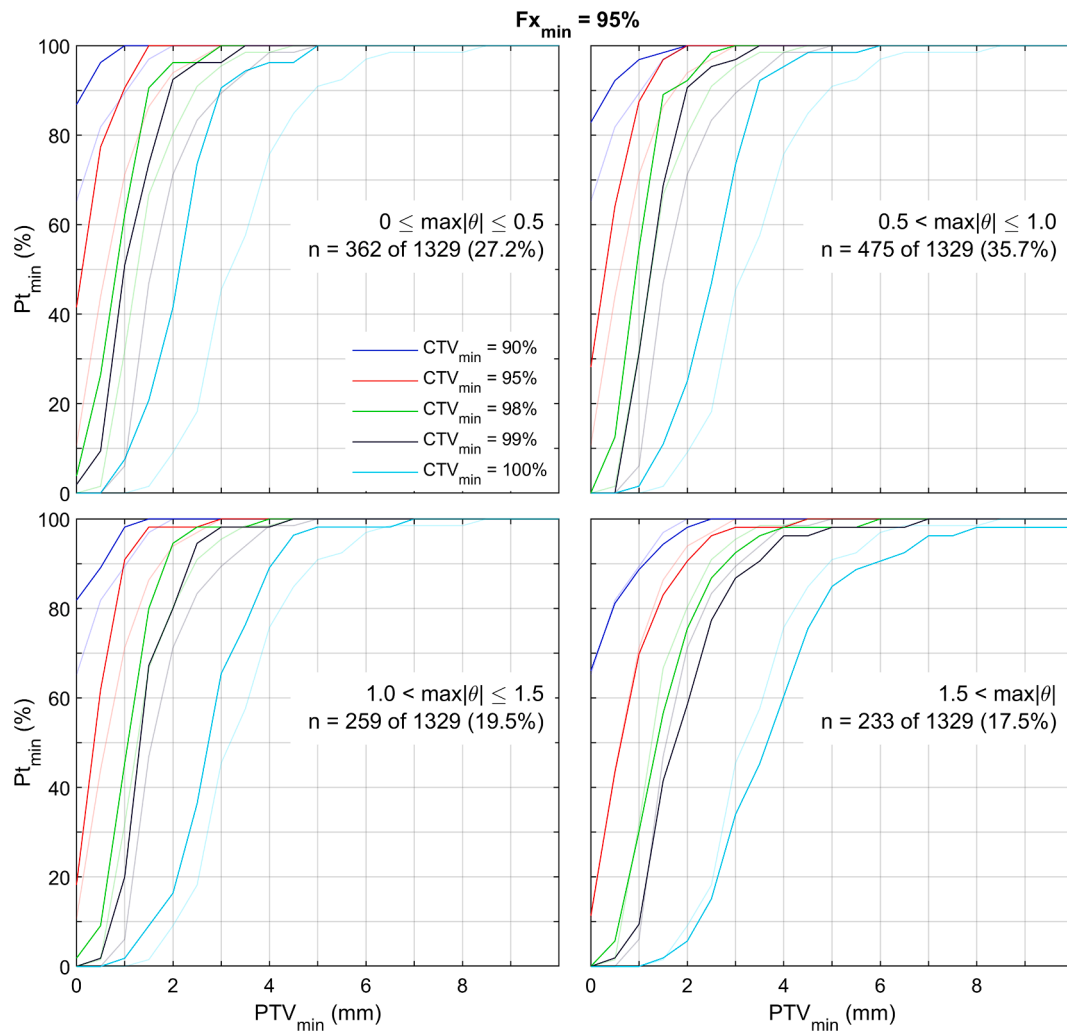 Fx_min = 95%
100
80
60
40
20
0
Pt_min (%)
0 ≤ max|θ| ≤ 0.5
n = 362 of 1329 (27.2%)
CTV_min = 90%
CTV_min = 95%
CTV_min = 98%
CTV_min = 99%
CTV_min = 100%
0.5 < max|θ| ≤ 1.0
n = 475 of 1329 (35.7%)
100
80
60
40
20
0
Pt_min (%)
1.0 < max|θ| ≤ 1.5
n = 259 of 1329 (19.5%)
0 2 4 6 8
PTV_min (mm)
1.5 < max|θ|
n = 233 of 1329 (17.5%)
0 2 4 6 8
PTV_min (mm)